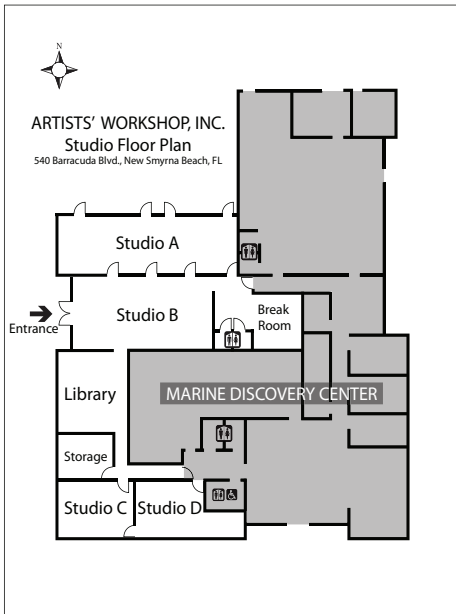 N
ARTISTS' WORKSHOP, INC.
Studio Floor Plan
540 Barracuda Blvd., New Smyrna Beach, FL
Studio A
Entrance
Studio B
Break
Room
Library
MARINE DISCOVERY CENTER
Storage
Studio C
Studio D